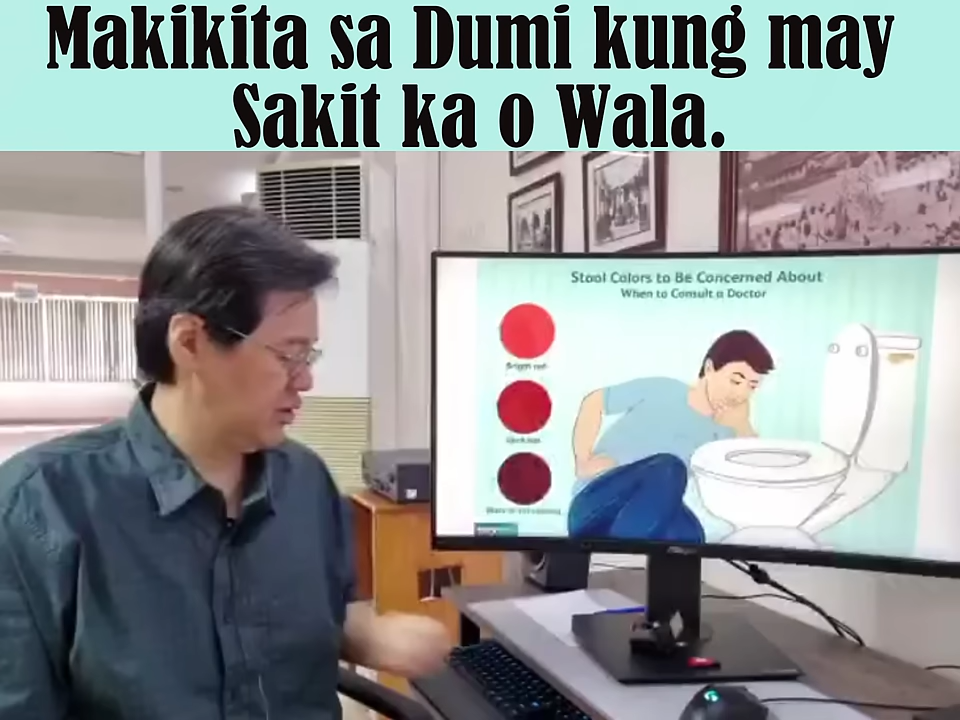 Makikita sa Dumi kung may
Sakit ka o Wala.
Stool Colors to Be Concerned About
When to Consult a Doctor
Bright red